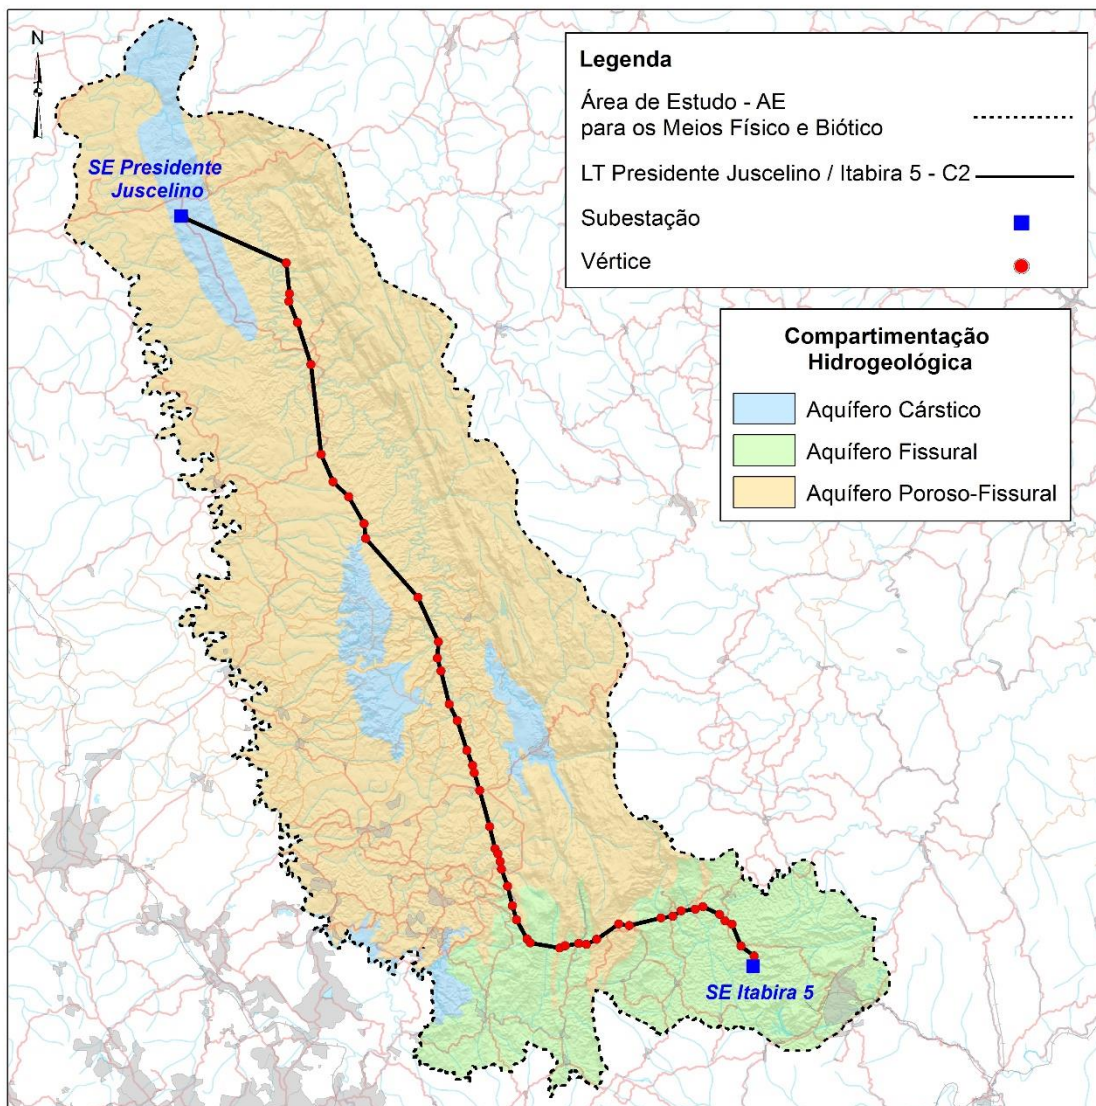 N
Legenda
Área de Estudo - AE
para os Meios Físico e Biótico
LT Presidente Juscelino / Itabira 5 - C2
Subestação
Vértice
Compartimentação
Hidrogeológica
Aquífero Cárstico
Aquífero Fissural
Aquífero Poroso-Fissural
SE Presidente
Juscelino
SE Itabira 5